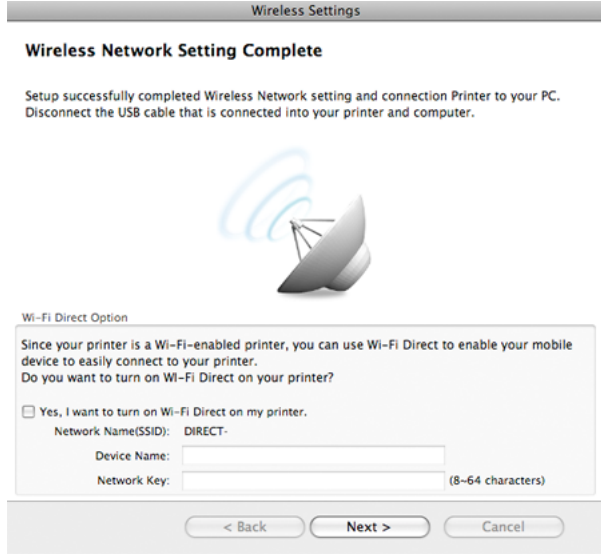 Wireless Settings
Wireless Network Setting Complete
Setup successfully completed Wireless Network setting and connection Printer to your PC.
Disconnect the USB cable that is connected into your printer and computer.
Wi-Fi Direct Option
Since your printer is a Wi-Fi-enabled printer, you can use Wi-Fi Direct to enable your mobile
device to easily connect to your printer.
Do you want to turn on WI-Fi Direct on your printer?
Yes, I want to turn on Wi-Fi Direct on my printer.
Network Name(SSID): DIRECT-
Device Name:
Network Key: (8~64 characters)
< Back Next > Cancel